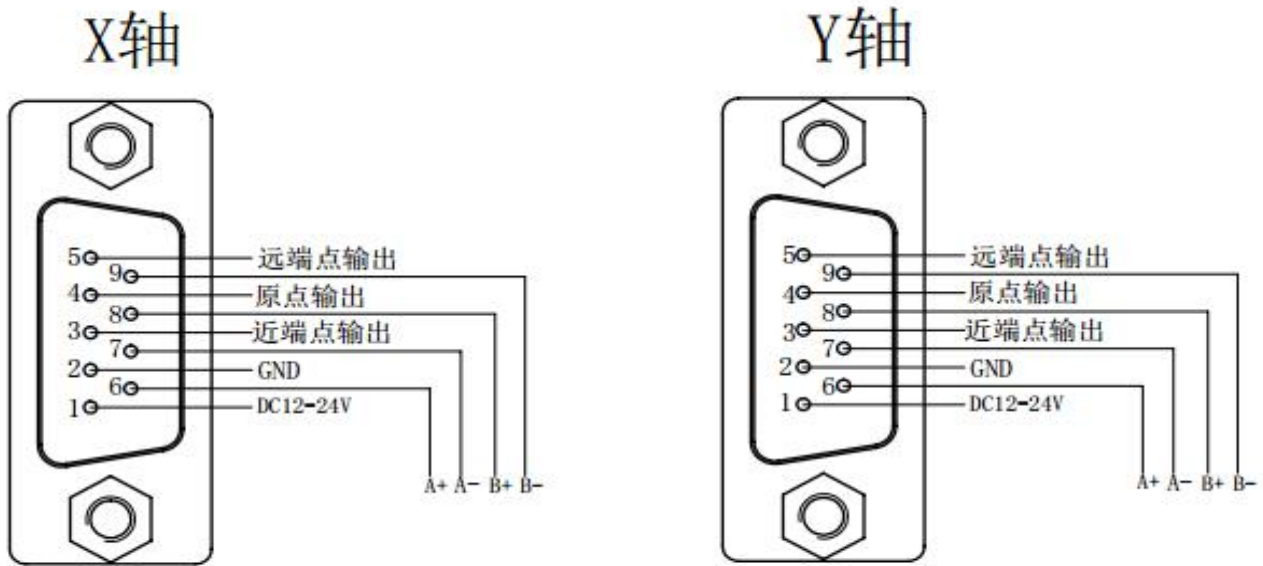 X轴
5 远端点输出
9
4 原点输出
8
3 近端点输出
7
2 GND
6
1 DC12-24V
A+ A- B+ B-
Y轴
5 远端点输出
9
4 原点输出
8
3 近端点输出
7
2 GND
6
1 DC12-24V
A+ A- B+ B-